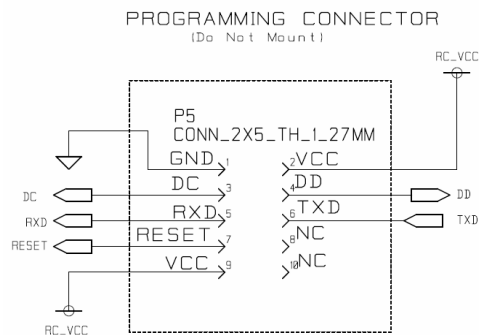 PROGRAMMING CONNECTOR
(Do Not Mount)
RC_VCC
P5
CONN_2X5_TH_1_27MM
GND 1 2 VCC
DC DC 3 4 DD DD
RXD RXD 5 6 TXD TXD
RESET RESET 7 8 NC
VCC 9 10 NC
RC_VCC